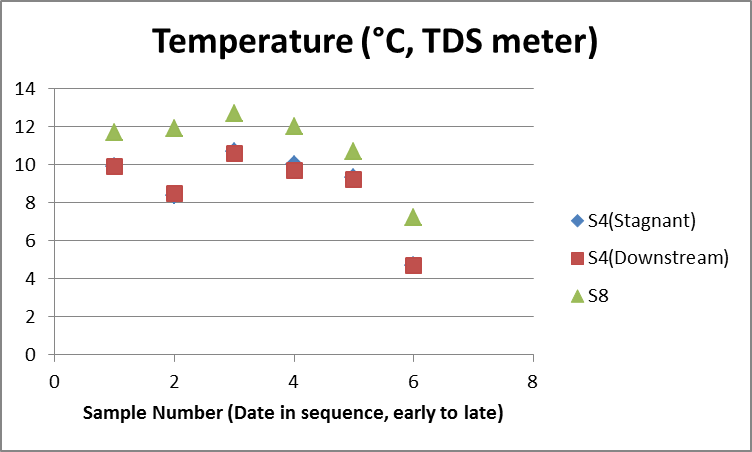 Temperature (°C, TDS meter)
14
12
10
8
6
4
2
0
0 2 4 6 8
Sample Number (Date in sequence, early to late)
S4(Stagnant)
S4(Downstream)
S8